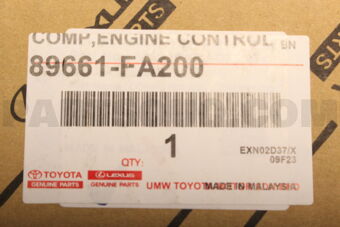 COMP,ENGINE CONTROL BN
89661-FA200
1
QTY:
EXN02D37/X
09F23
TOYOTA
GENUINE PARTS
LEXUS
GENUINE PARTS
UMW TOYOTA
MADE IN MALAYSIA